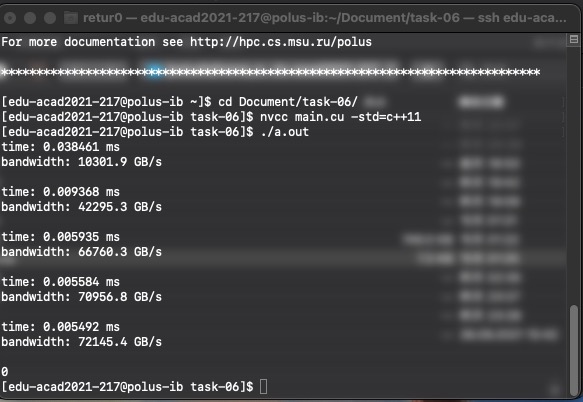 retur0 — edu-acad2021-217@polus-ib:~/Document/task-06 — ssh edu-aca...
For more documentation see http://hpc.cs.msu.ru/polus
******************************************************************************
[edu-acad2021-217@polus-ib ~]$ cd Document/task-06/
[edu-acad2021-217@polus-ib task-06]$ nvcc main.cu -std=c++11
[edu-acad2021-217@polus-ib task-06]$ ./a.out
time: 0.038461 ms
bandwidth: 10301.9 GB/s
time: 0.009368 ms
bandwidth: 42295.3 GB/s
time: 0.005935 ms
bandwidth: 66760.3 GB/s
time: 0.005584 ms
bandwidth: 70956.8 GB/s
time: 0.005492 ms
bandwidth: 72145.4 GB/s
0
[edu-acad2021-217@polus-ib task-06]$